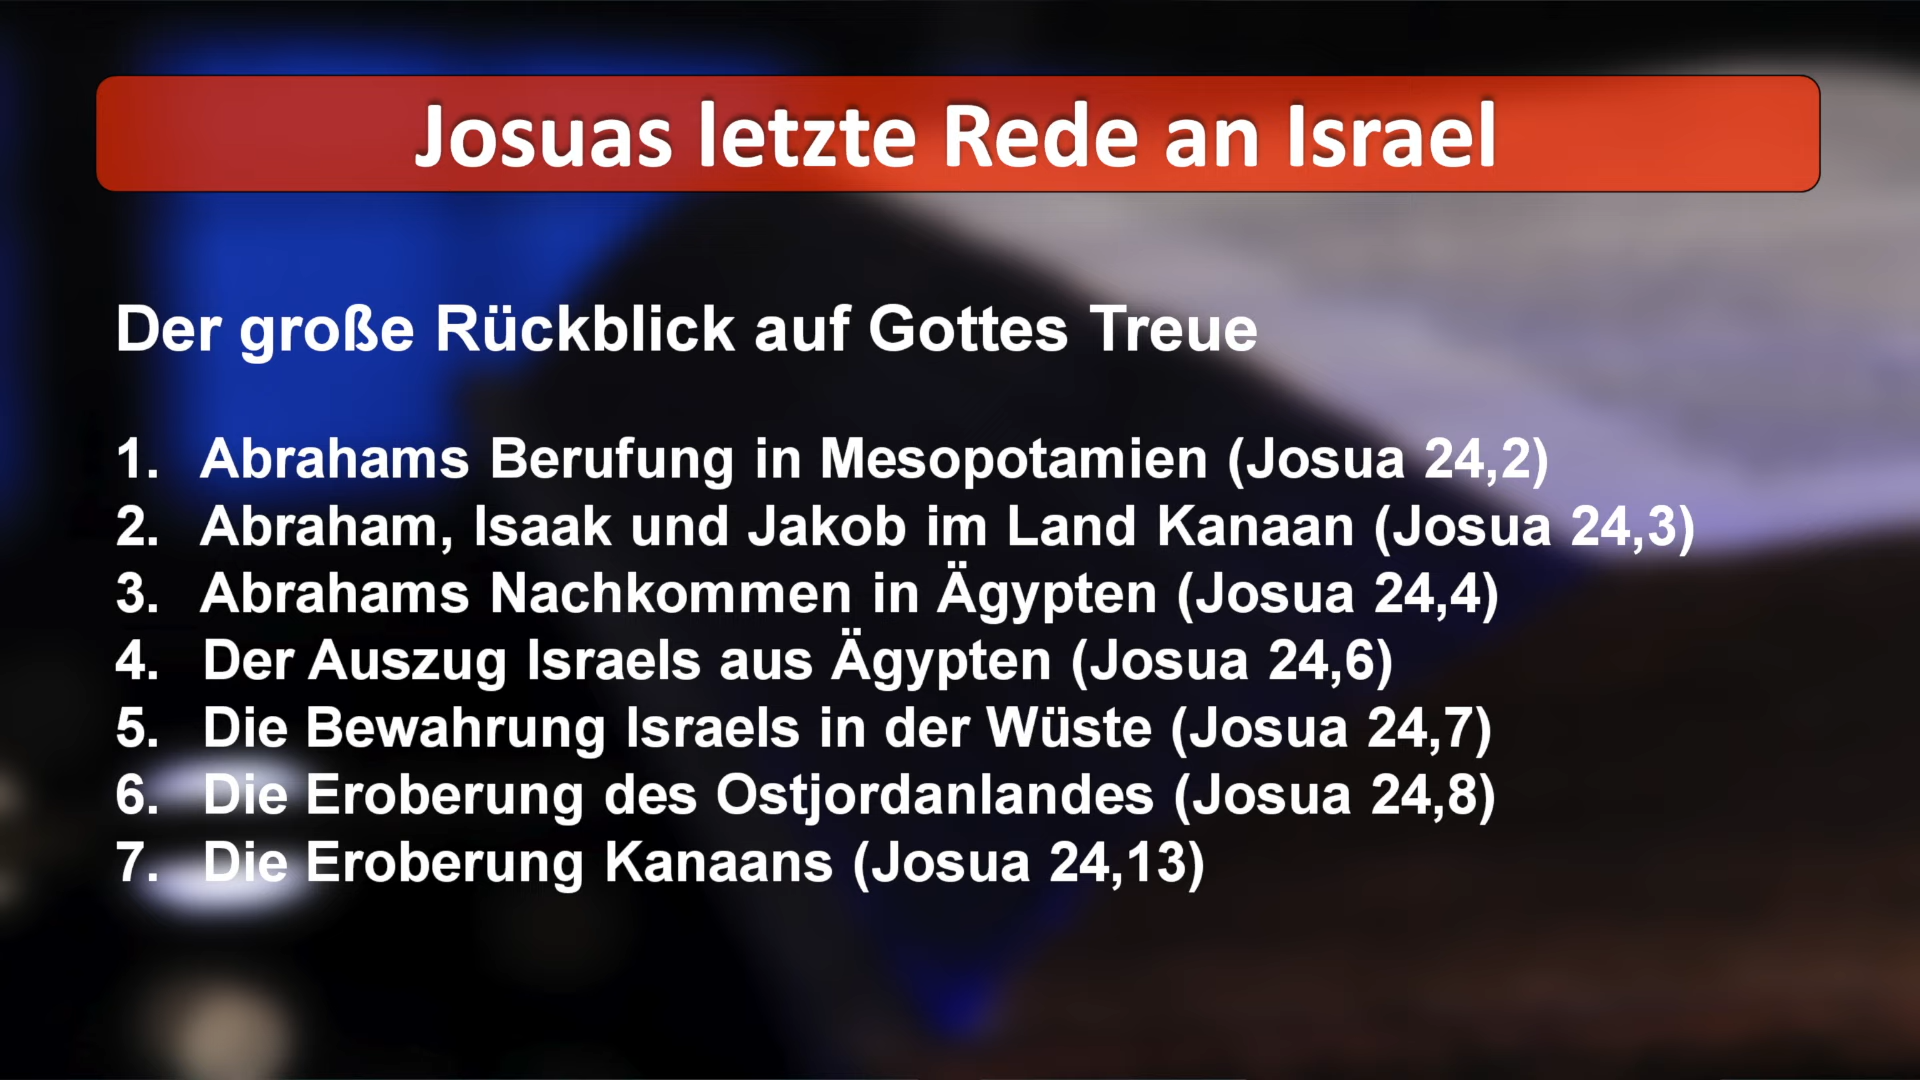 Josuas letzte Rede an Israel
Der große Rückblick auf Gottes Treue
1. Abrahams Berufung in Mesopotamien (Josua 24,2)
2. Abraham, Isaak und Jakob im Land Kanaan (Josua 24,3)
3. Abrahams Nachkommen in Ägypten (Josua 24,4)
4. Der Auszug Israels aus Ägypten (Josua 24,6)
5. Die Bewahrung Israels in der Wüste (Josua 24,7)
6. Die Eroberung des Ostjordanlandes (Josua 24,8)
7. Die Eroberung Kanaans (Josua 24,13)